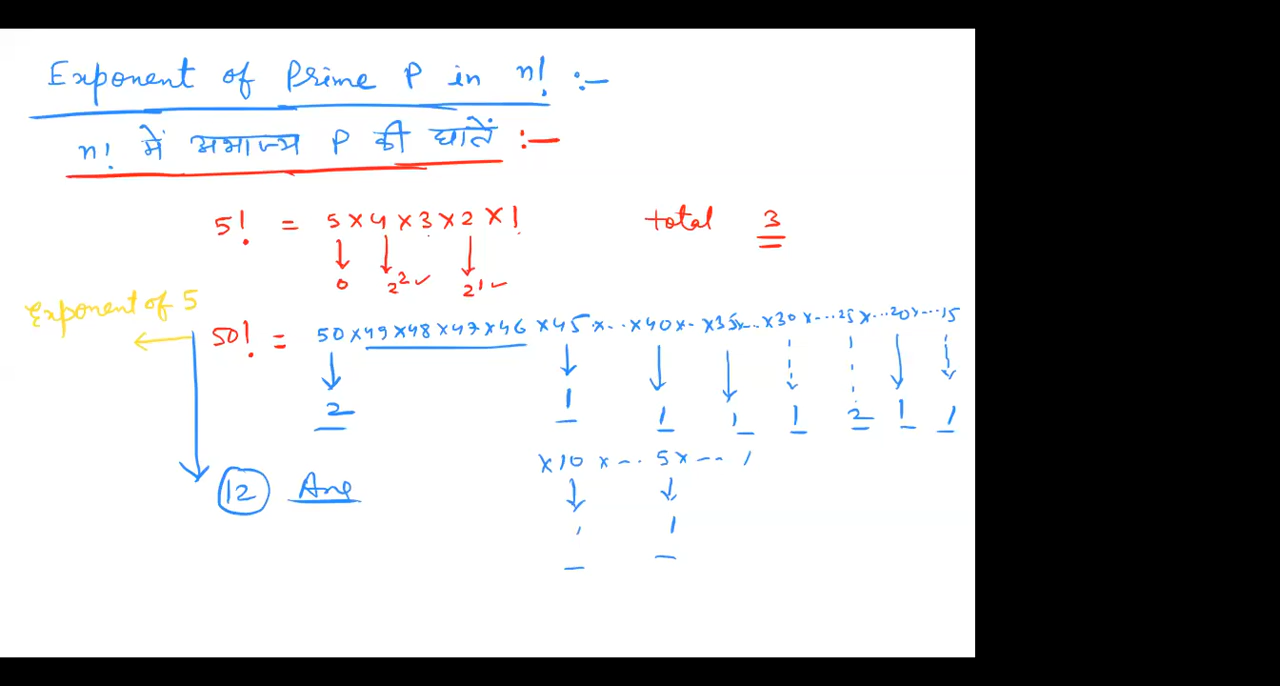 Exponent of Prime P in n! :-
n! में अभाज्य P की घातें :-
5! = 5 × 4 × 3 × 2 × 1 total 3
0 2² ✓ 2¹ ✓
Exponent of 5
50! = 50 × 49 × 48 × 47 × 46 × 45 × ... × 40 × .. × 35 × .. × 30 × ... 25 × ... 20 × ... 15
2 1 1 1 1 2 1 1
× 10 × ... 5 × ... 1
12 Ans
1 1